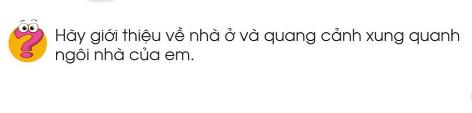 Hãy giới thiệu về nhà ở và quang cảnh xung quanh
ngôi nhà của em.